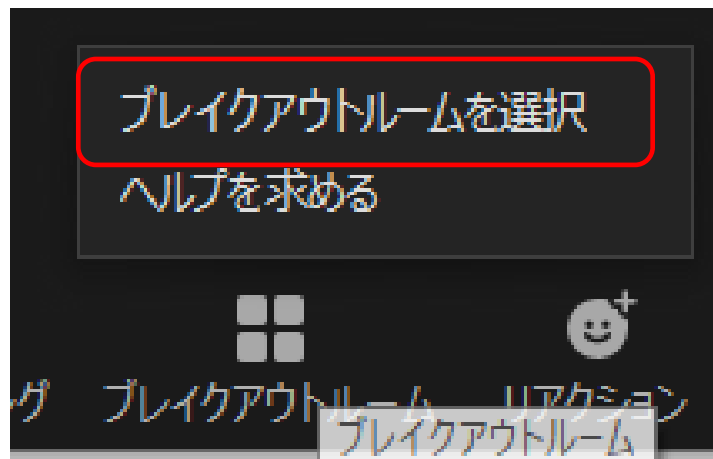 ブレイクアウトルームを選択
ヘルプを求める
グ ブレイクアウトルーム リアクション
ブレイクアウトルーム